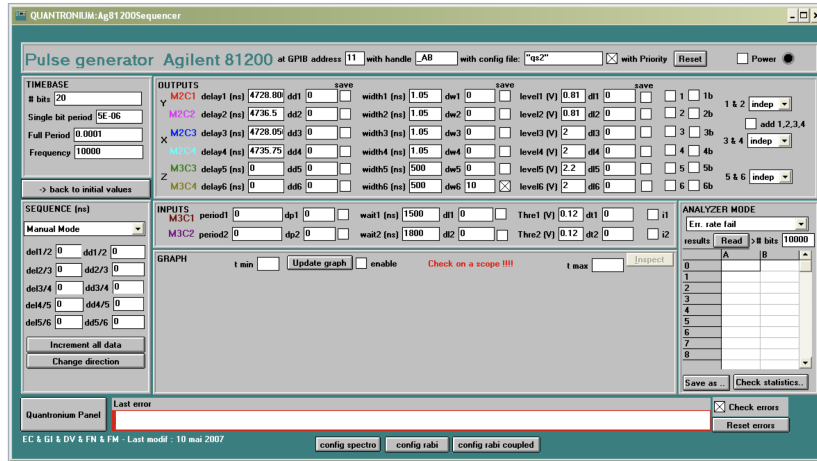 QUANTRONIUM:Ag81200Sequencer
Pulse generator Agilent 81200 at GPIB address 11 with handle _AB with config file: "qs2" with Priority Reset Power
TIMEBASE
# bits 20
Single bit period 5E-06
Full Period 0.0001
Frequency 10000
-> back to initial values
OUTPUTS save save save
Y M2C1 delay1 (ns) 4728.80 dd1 0 width1 (ns) 1.05 dw1 0 level1 (V) 0.81 dl1 0 1 1b
M2C2 delay2 (ns) 4736.5 dd2 0 width2 (ns) 1.05 dw2 0 level2 (V) 0.81 dl2 0 2 2b
X M2C3 delay3 (ns) 4728.05 dd3 0 width3 (ns) 1.05 dw3 0 level3 (V) 2 dl3 0 3 3b
M2C4 delay4 (ns) 4735.75 dd4 0 width4 (ns) 1.05 dw4 0 level4 (V) 2 dl4 0 4 4b
Z M3C3 delay5 (ns) 0 dd5 0 width5 (ns) 500 dw5 0 level5 (V) 2.2 dl5 0 5 5b
M3C4 delay6 (ns) 0 dd6 0 width6 (ns) 500 dw6 10 level6 (V) 2 dl6 0 6 6b
1 & 2 indep
add 1,2,3,4
3 & 4 indep
5 & 6 indep
SEQUENCE (ns)
Manual Mode
del1/2 0 dd1/2 0
del2/3 0 dd2/3 0
del3/4 0 dd3/4 0
del4/5 0 dd4/5 0
del5/6 0 dd5/6 0
Increment all data
Change direction
INPUTS
M3C1 period1 0 dp1 0 wait1 (ns) 1500 dl1 0 Thre1 (V) 0.12 dt1 0 i1
M3C2 period2 0 dp2 0 wait2 (ns) 1800 dl2 0 Thre2 (V) 0.12 dt2 0 i2
GRAPH t min Update graph enable Check on a scope !!!! t max Inspect
ANALYZER MODE
Err. rate fail
results Read ># bits 10000
A B
0
1
2
3
4
5
6
7
8
Save as .. Check statistics..
Quantronium Panel
Last error
Check errors
Reset errors
EC & GI & DV & FN & FM - Last modif : 10 mai 2007
config spectro config rabi config rabi coupled